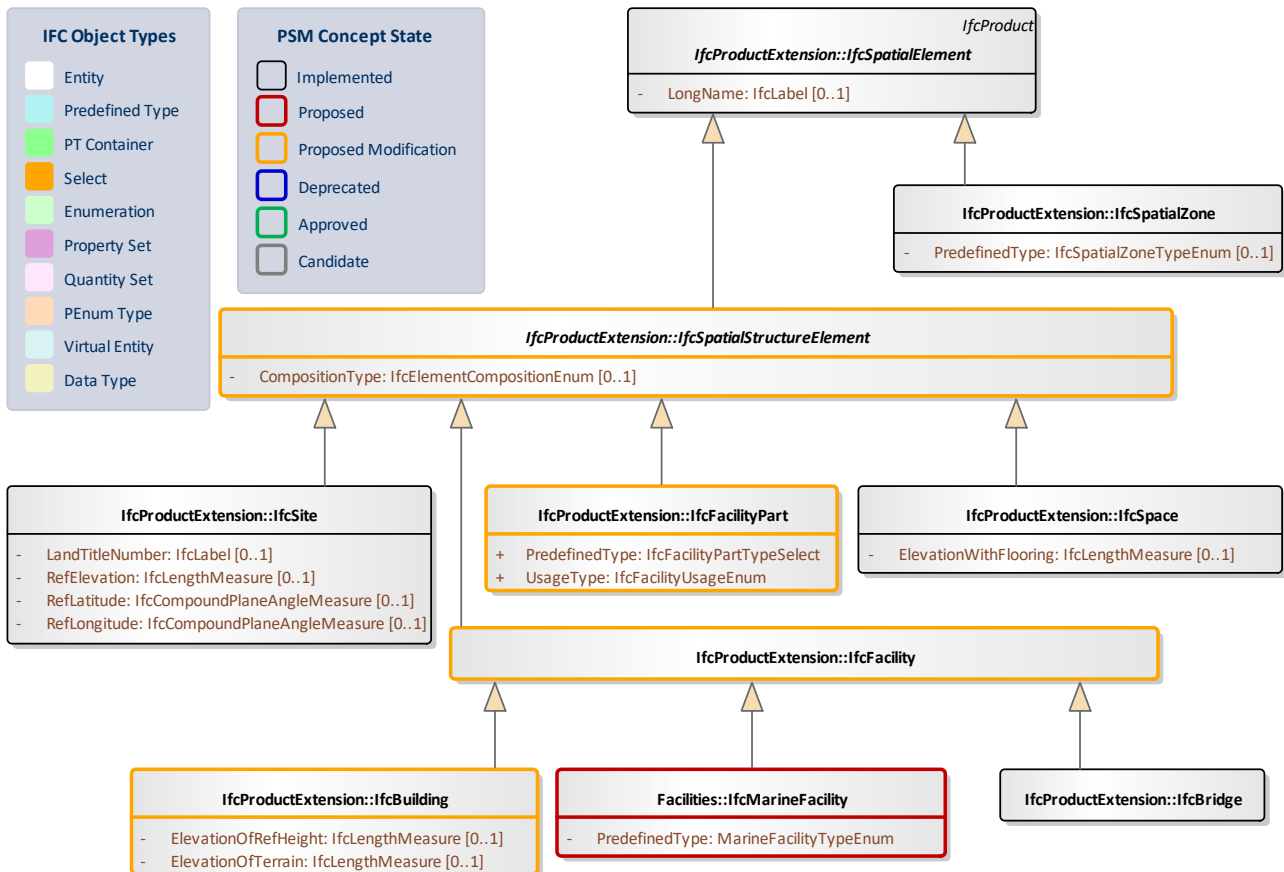 IFC Object Types
Entity
Predefined Type
PT Container
Select
Enumeration
Property Set
Quantity Set
PEnum Type
Virtual Entity
Data Type
PSM Concept State
Implemented
Proposed
Proposed Modification
Deprecated
Approved
Candidate
IfcProduct
IfcProductExtension::IfcSpatialElement
- LongName: IfcLabel [0..1]
IfcProductExtension::IfcSpatialZone
- PredefinedType: IfcSpatialZoneTypeEnum [0..1]
IfcProductExtension::IfcSpatialStructureElement
- CompositionType: IfcElementCompositionEnum [0..1]
IfcProductExtension::IfcSite
- LandTitleNumber: IfcLabel [0..1]
- RefElevation: IfcLengthMeasure [0..1]
- RefLatitude: IfcCompoundPlaneAngleMeasure [0..1]
- RefLongitude: IfcCompoundPlaneAngleMeasure [0..1]
IfcProductExtension::IfcFacilityPart
+ PredefinedType: IfcFacilityPartTypeSelect
+ UsageType: IfcFacilityUsageEnum
IfcProductExtension::IfcSpace
- ElevationWithFlooring: IfcLengthMeasure [0..1]
IfcProductExtension::IfcFacility
IfcProductExtension::IfcBuilding
- ElevationOfRefHeight: IfcLengthMeasure [0..1]
- ElevationOfTerrain: IfcLengthMeasure [0..1]
Facilities::IfcMarineFacility
- PredefinedType: MarineFacilityTypeEnum
IfcProductExtension::IfcBridge